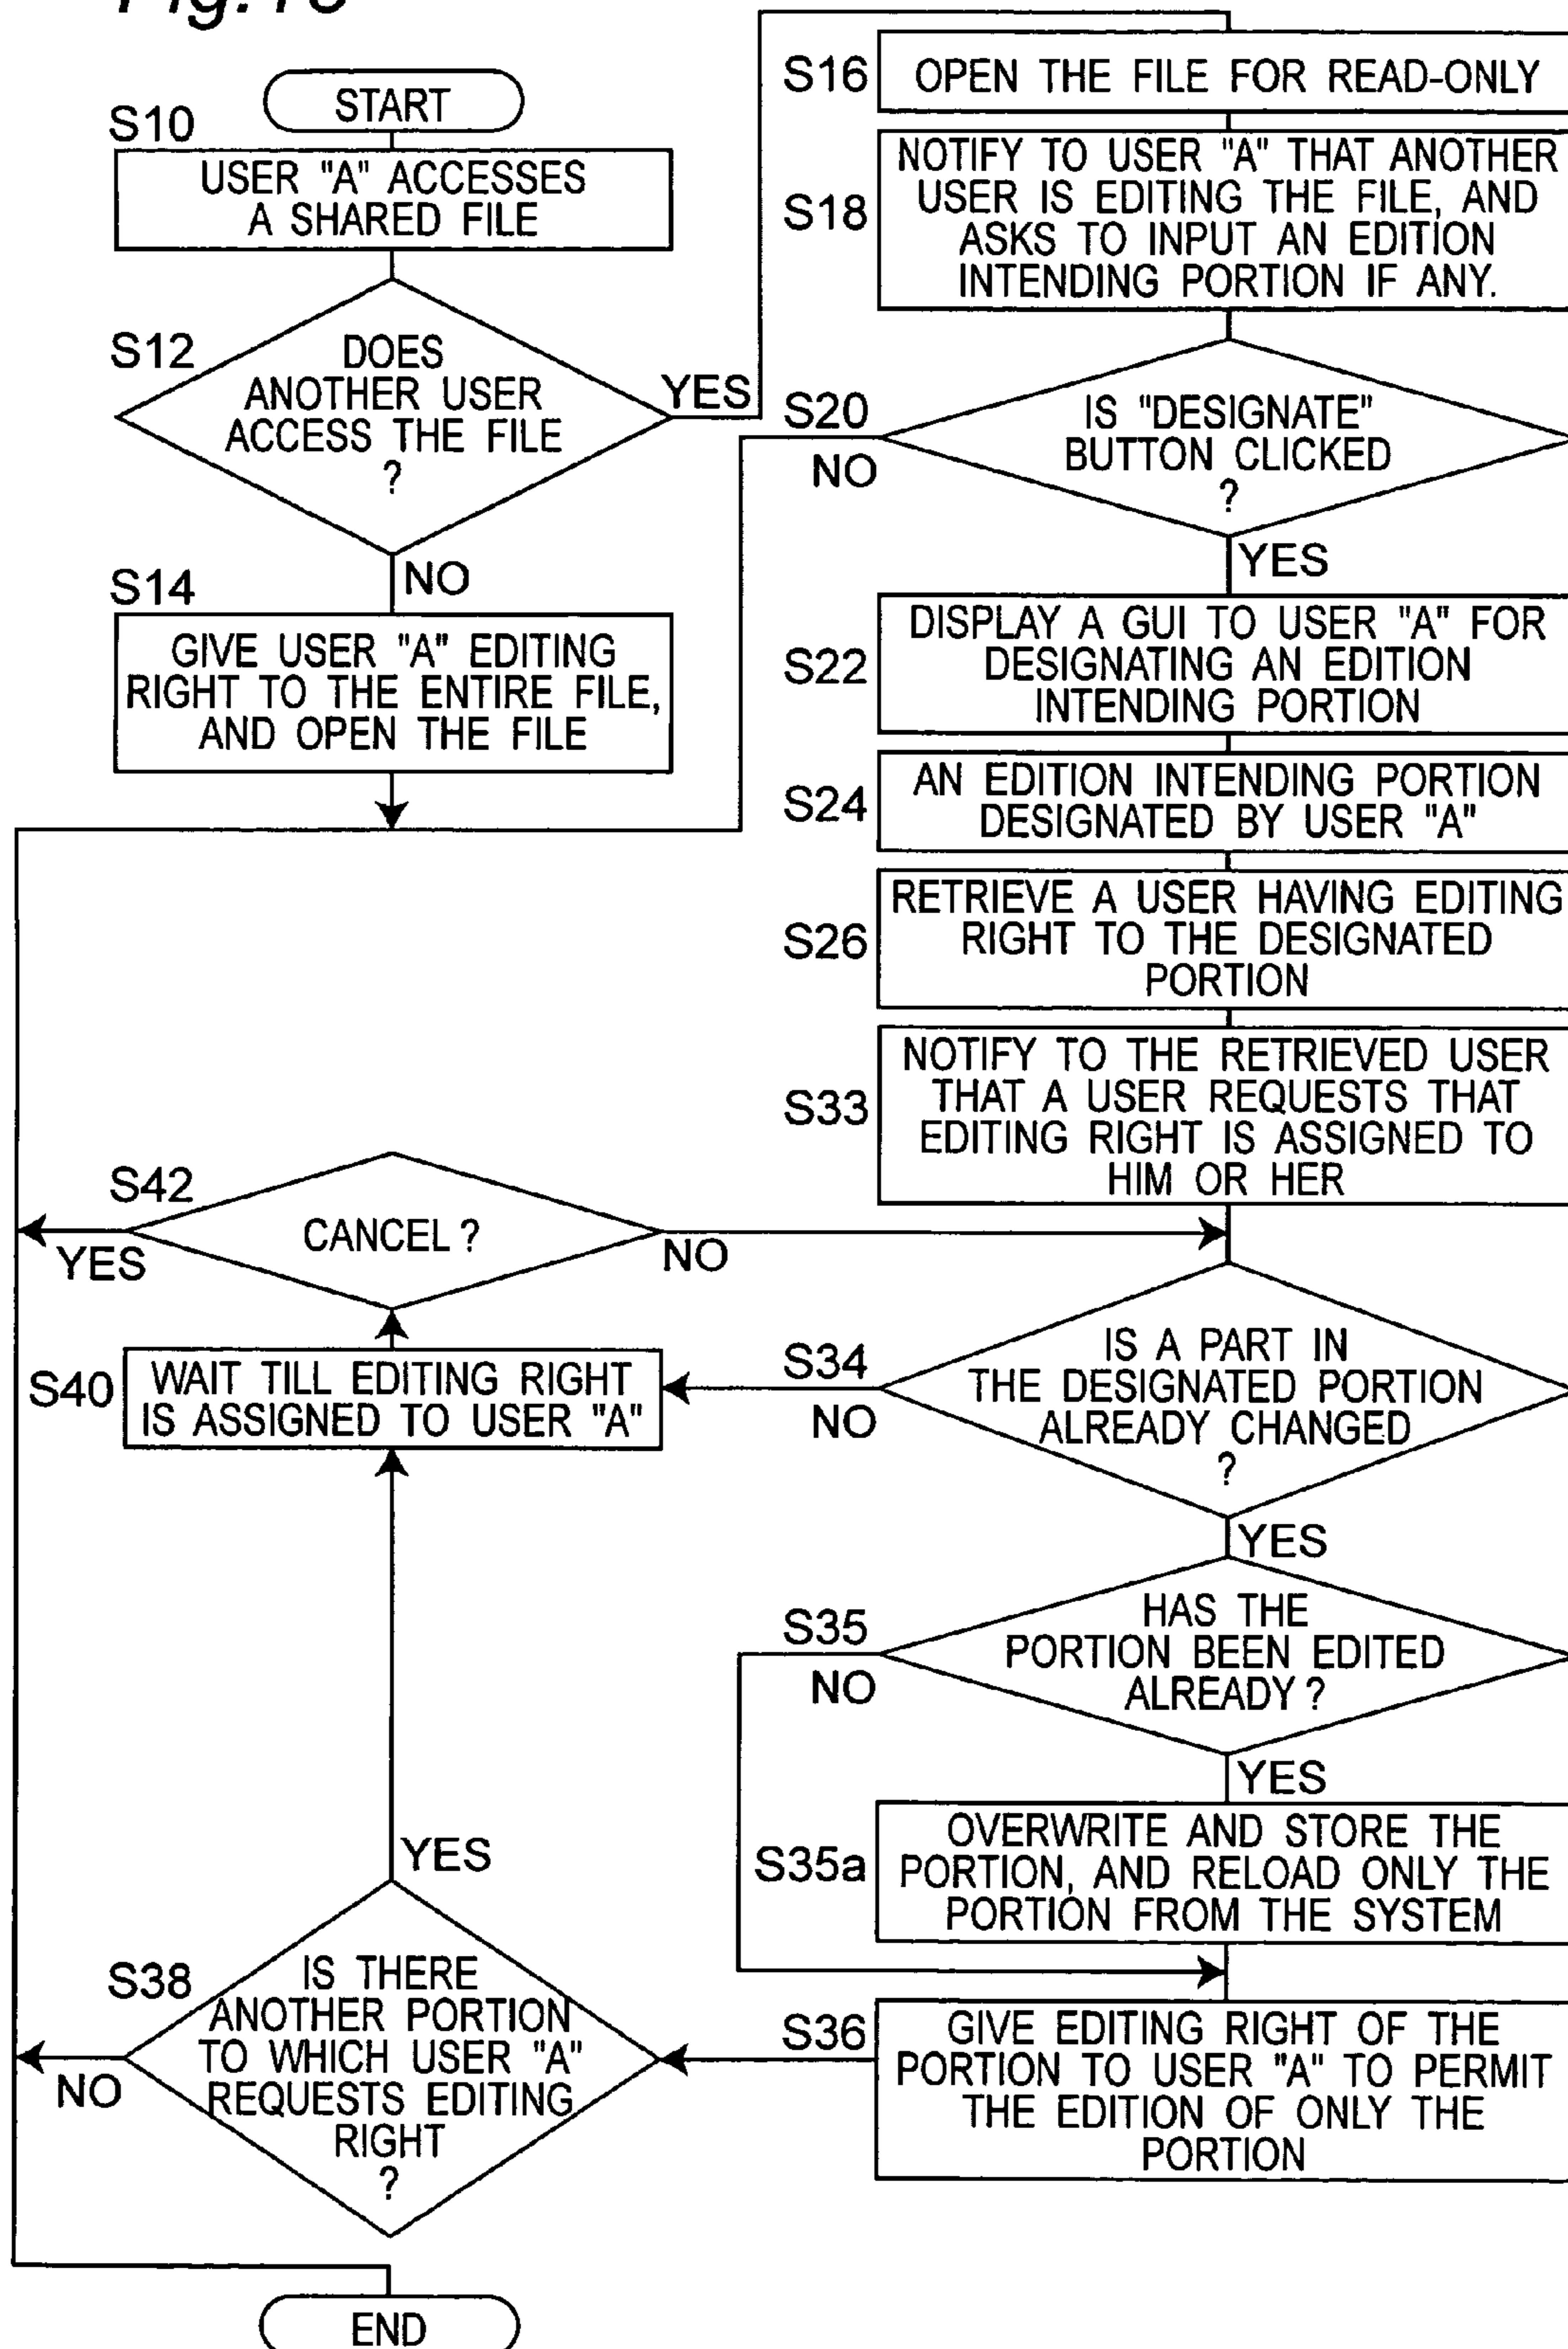 Fig.
START
S10
USER "A" ACCESSES
A SHARED FILE
S12
DOES
ANOTHER USER
ACCESS THE FILE
?
YES
NO
S14
GIVE USER "A" EDITING
RIGHT TO THE ENTIRE FILE,
AND OPEN THE FILE
S16
OPEN THE FILE FOR READ-ONLY
S18
NOTIFY TO USER "A" THAT ANOTHER
USER IS EDITING THE FILE, AND
ASKS TO INPUT AN EDITION
INTENDING PORTION IF ANY.
S20
IS "DESIGNATE"
BUTTON CLICKED
?
NO
YES
S22
DISPLAY A GUI TO USER "A" FOR
DESIGNATING AN EDITION
INTENDING PORTION
S24
AN EDITION INTENDING PORTION
DESIGNATED BY USER "A"
S26
RETRIEVE A USER HAVING EDITING
RIGHT TO THE DESIGNATED
PORTION
S33
NOTIFY TO THE RETRIEVED USER
THAT A USER REQUESTS THAT
EDITING RIGHT IS ASSIGNED TO
HIM OR HER
S42
CANCEL ?
YES
NO
S34
IS A PART IN
THE DESIGNATED PORTION
ALREADY CHANGED
?
NO
YES
S40
WAIT TILL EDITING RIGHT
IS ASSIGNED TO USER "A"
S35
HAS THE
PORTION BEEN EDITED
ALREADY ?
NO
YES
S35a
OVERWRITE AND STORE THE
PORTION, AND RELOAD ONLY THE
PORTION FROM THE SYSTEM
S36
GIVE EDITING RIGHT OF THE
PORTION TO USER "A" TO PERMIT
THE EDITION OF ONLY THE
PORTION
YES
S38
IS THERE
ANOTHER PORTION
TO WHICH USER "A"
REQUESTS EDITING
RIGHT
?
NO
END